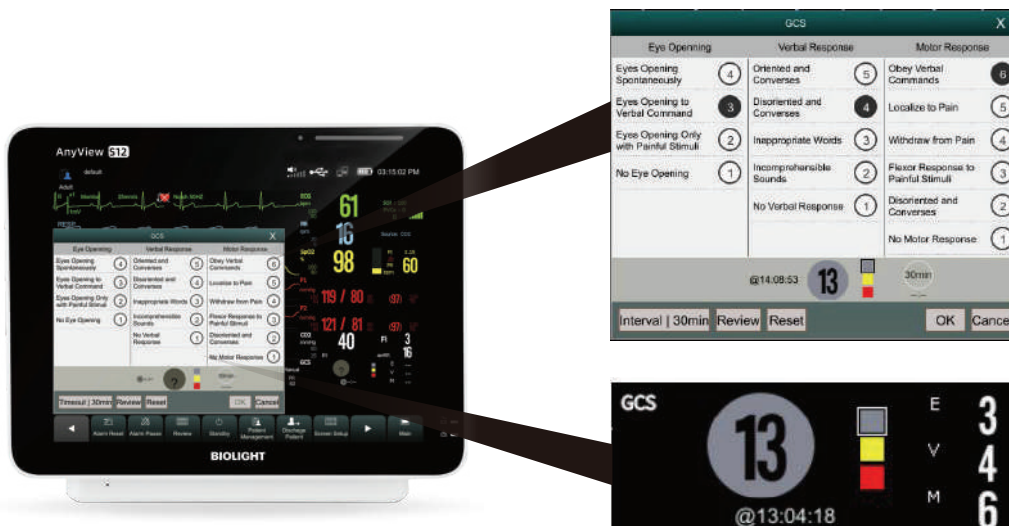 AnyView S12
default
03:15:02 PM
Adult
61
16
98
60
119 / 80 (97)
121 / 81 (97)
40
FI 3
16
GCS X
Eye Openning Verbal Response Motor Response
Eyes Opening Spontaneously 4 Oriented and Converses 5 Obey Verbal Commands 6
Eyes Opening to Verbal Command 3 Disoriented and Converses 4 Localize to Pain 5
Eyes Opening Only with Painful Stimuli 2 Inappropriate Words 3 Withdraw from Pain 4
No Eye Opening 1 Incomprehensible Sounds 2 Flexor Response to Painful Stimuli 3
No Verbal Response 1 Disoriented and Converses 2
No Motor Response 1
?
Timeout | 30min Review Reset OK Cancel
Alarm Reset Alarm Pause Review Standby Patient Management Discharge Patient Screen Setup Main
BIOLIGHT
GCS X
Eye Openning Verbal Response Motor Response
Eyes Opening Spontaneously 4 Oriented and Converses 5 Obey Verbal Commands 6
Eyes Opening to Verbal Command 3 Disoriented and Converses 4 Localize to Pain 5
Eyes Opening Only with Painful Stimuli 2 Inappropriate Words 3 Withdraw from Pain 4
No Eye Opening 1 Incomprehensible Sounds 2 Flexor Response to Painful Stimuli 3
No Verbal Response 1 Disoriented and Converses 2
No Motor Response 1
@14:08:53 13 30min
Interval | 30min Review Reset OK Cance
GCS
13
@13:04:18
E 3
V 4
M 6